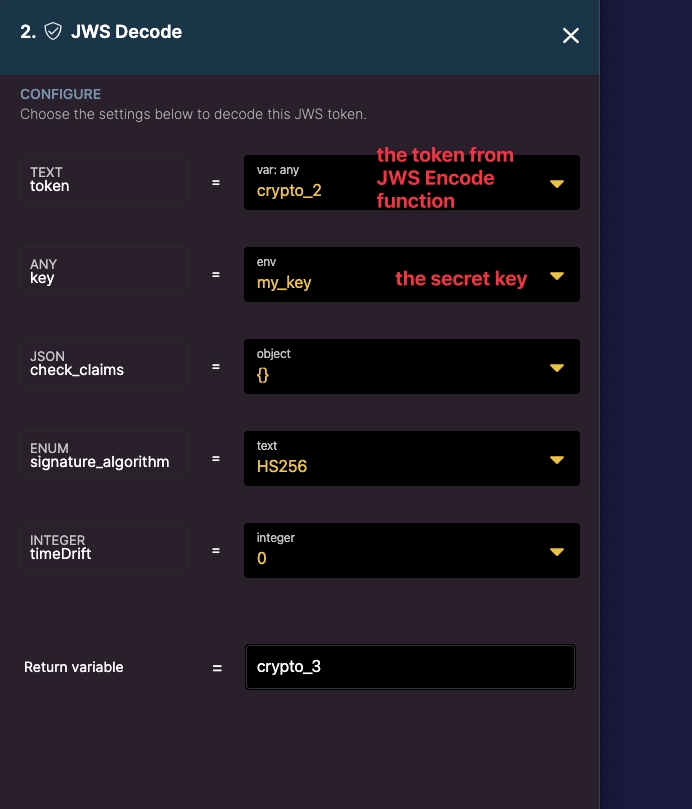 2. JWS Decode
CONFIGURE
Choose the settings below to decode this JWS token.
TEXT
token
=
var: any
crypto_2
the token from
JWS Encode
function
ANY
key
=
env
my_key
the secret key
JSON
check_claims
=
object
{}
ENUM
signature_algorithm
=
text
HS256
INTEGER
timeDrift
=
integer
0
Return variable
=
crypto_3